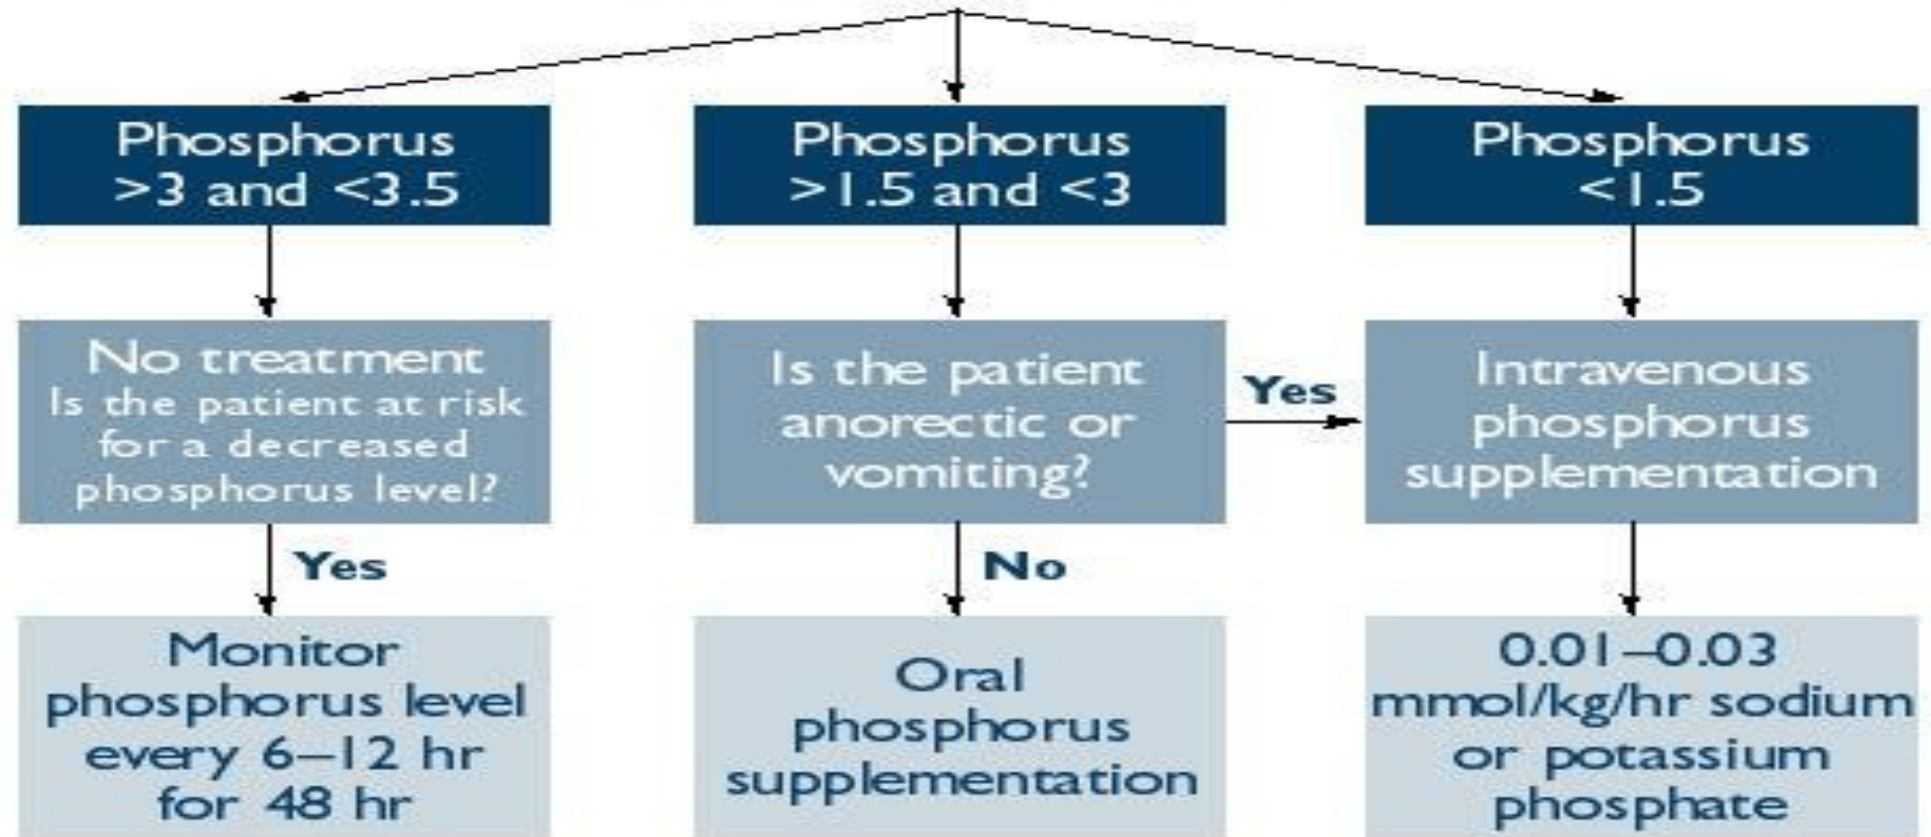 Phosphorus
>3 and <3.5
Phosphorus
>1.5 and <3
Phosphorus
<1.5
No treatment
Is the patient at risk
for a decreased
phosphorus level?
Is the patient
anorectic or
vomiting?
Yes
Intravenous
phosphorus
supplementation
Yes
No
Monitor
phosphorus level
every 6–12 hr
for 48 hr
Oral
phosphorus
supplementation
0.01–0.03
mmol/kg/hr sodium
or potassium
phosphate